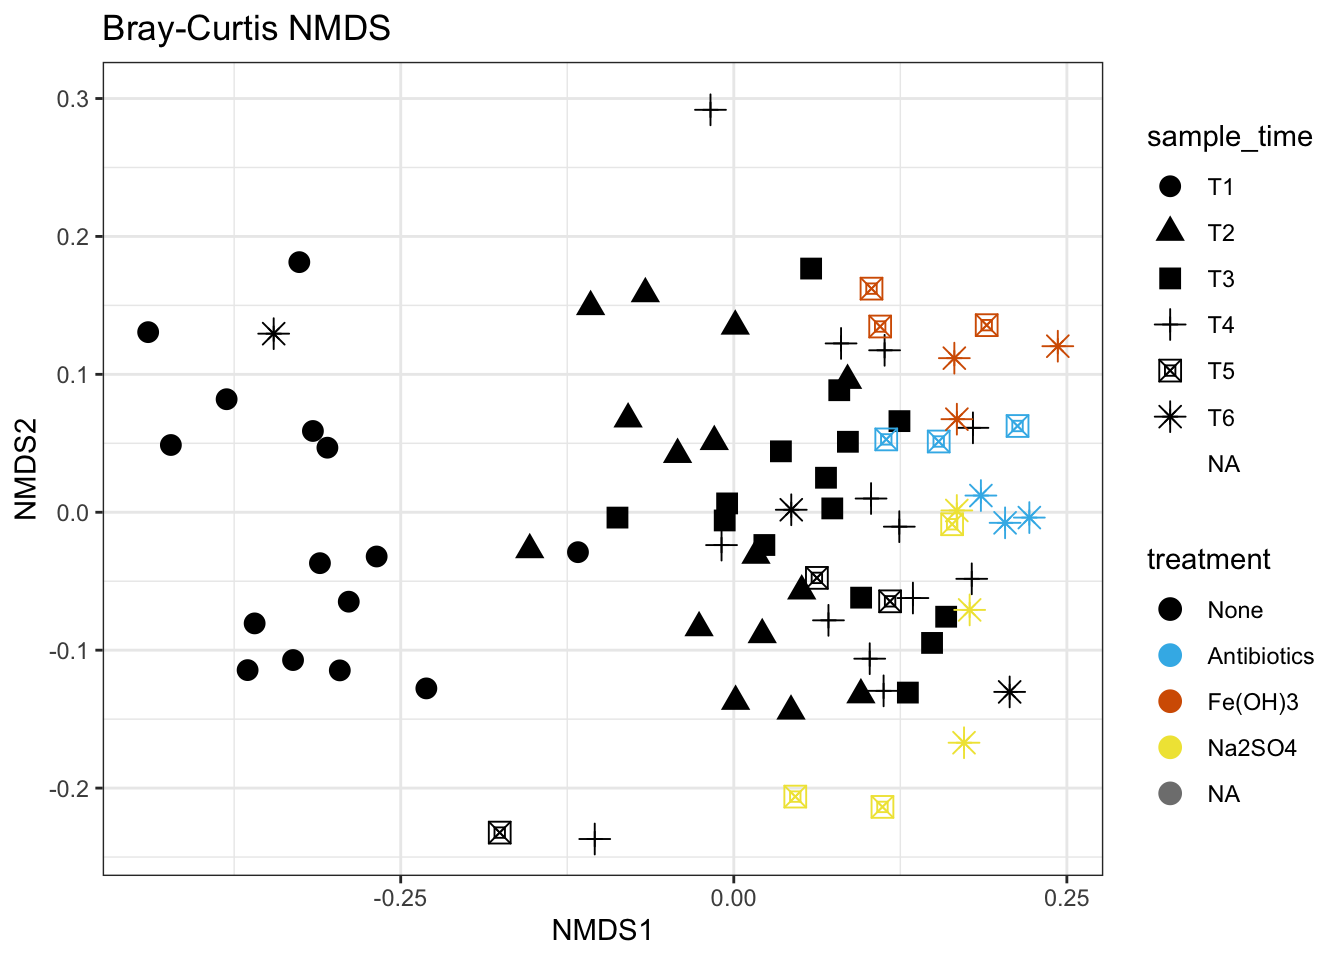 Bray-Curtis NMDS
0.3
0.2
0.1
0.0
-0.1
-0.2
NMDS2
-0.25
0.00
0.25
NMDS1
sample_time
T1
T2
T3
T4
T5
T6
NA
treatment
None
Antibiotics
Fe(OH)3
Na2SO4
NA